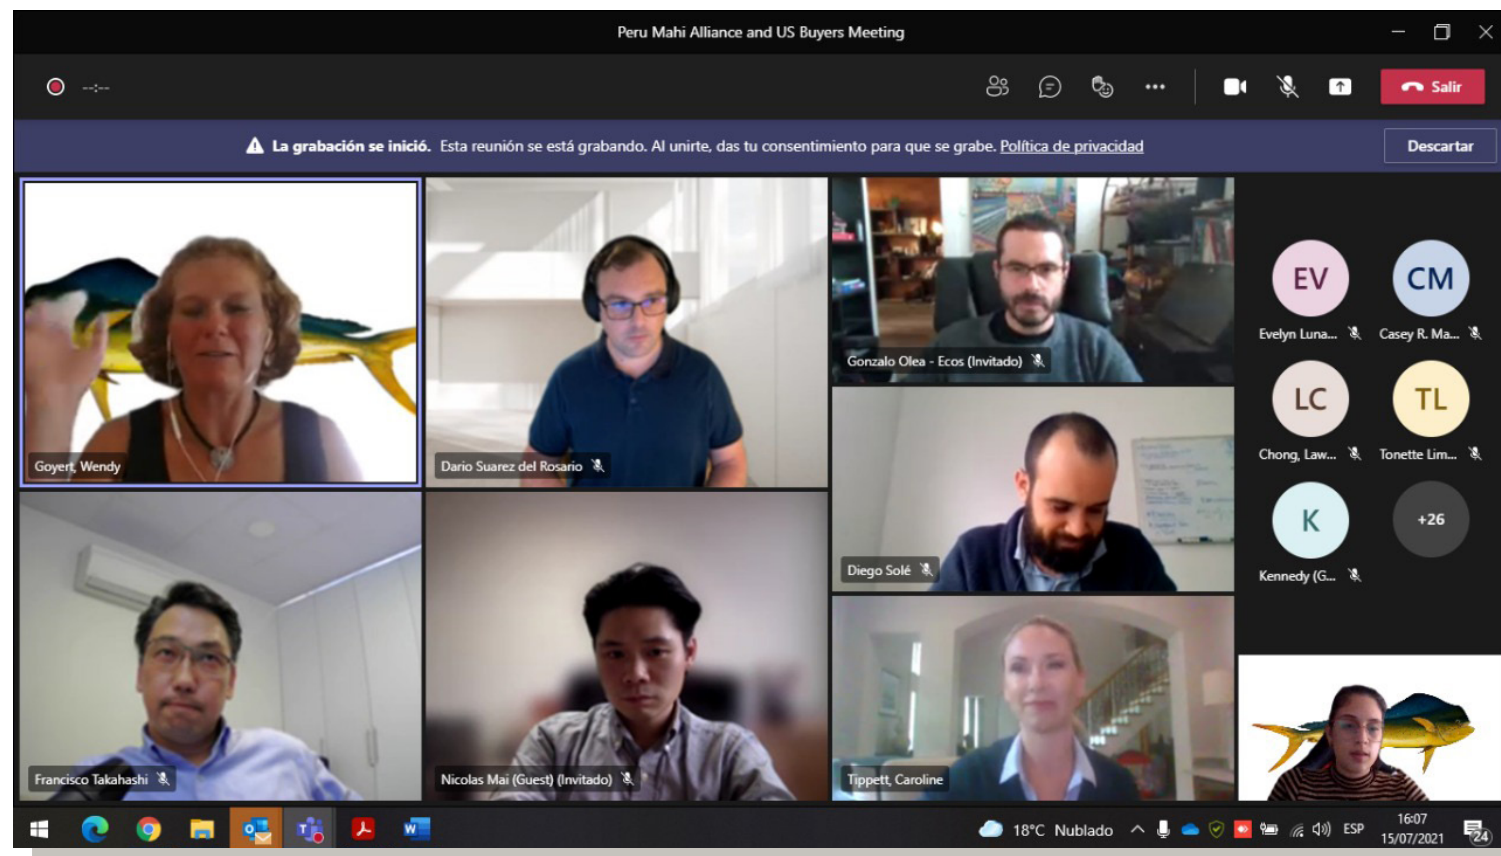 Peru Mahi Alliance and US Buyers Meeting
--:--
Salir
La grabación se inició. Esta reunión se está grabando. Al unirte, das tu consentimiento para que se grabe. Política de privacidad
Descartar
Goyert, Wendy
Dario Suarez del Rosario
Gonzalo Olea - Ecos (Invitado)
EV
CM
Evelyn Luna...
Casey R. Ma...
LC
TL
Chong, Law...
Tonette Lim...
Diego Solé
K
+26
Kennedy (G...
Francisco Takahashi
Nicolas Mai (Guest) (Invitado)
Tippett, Caroline
18°C Nublado
ESP
16:07
15/07/2021
24